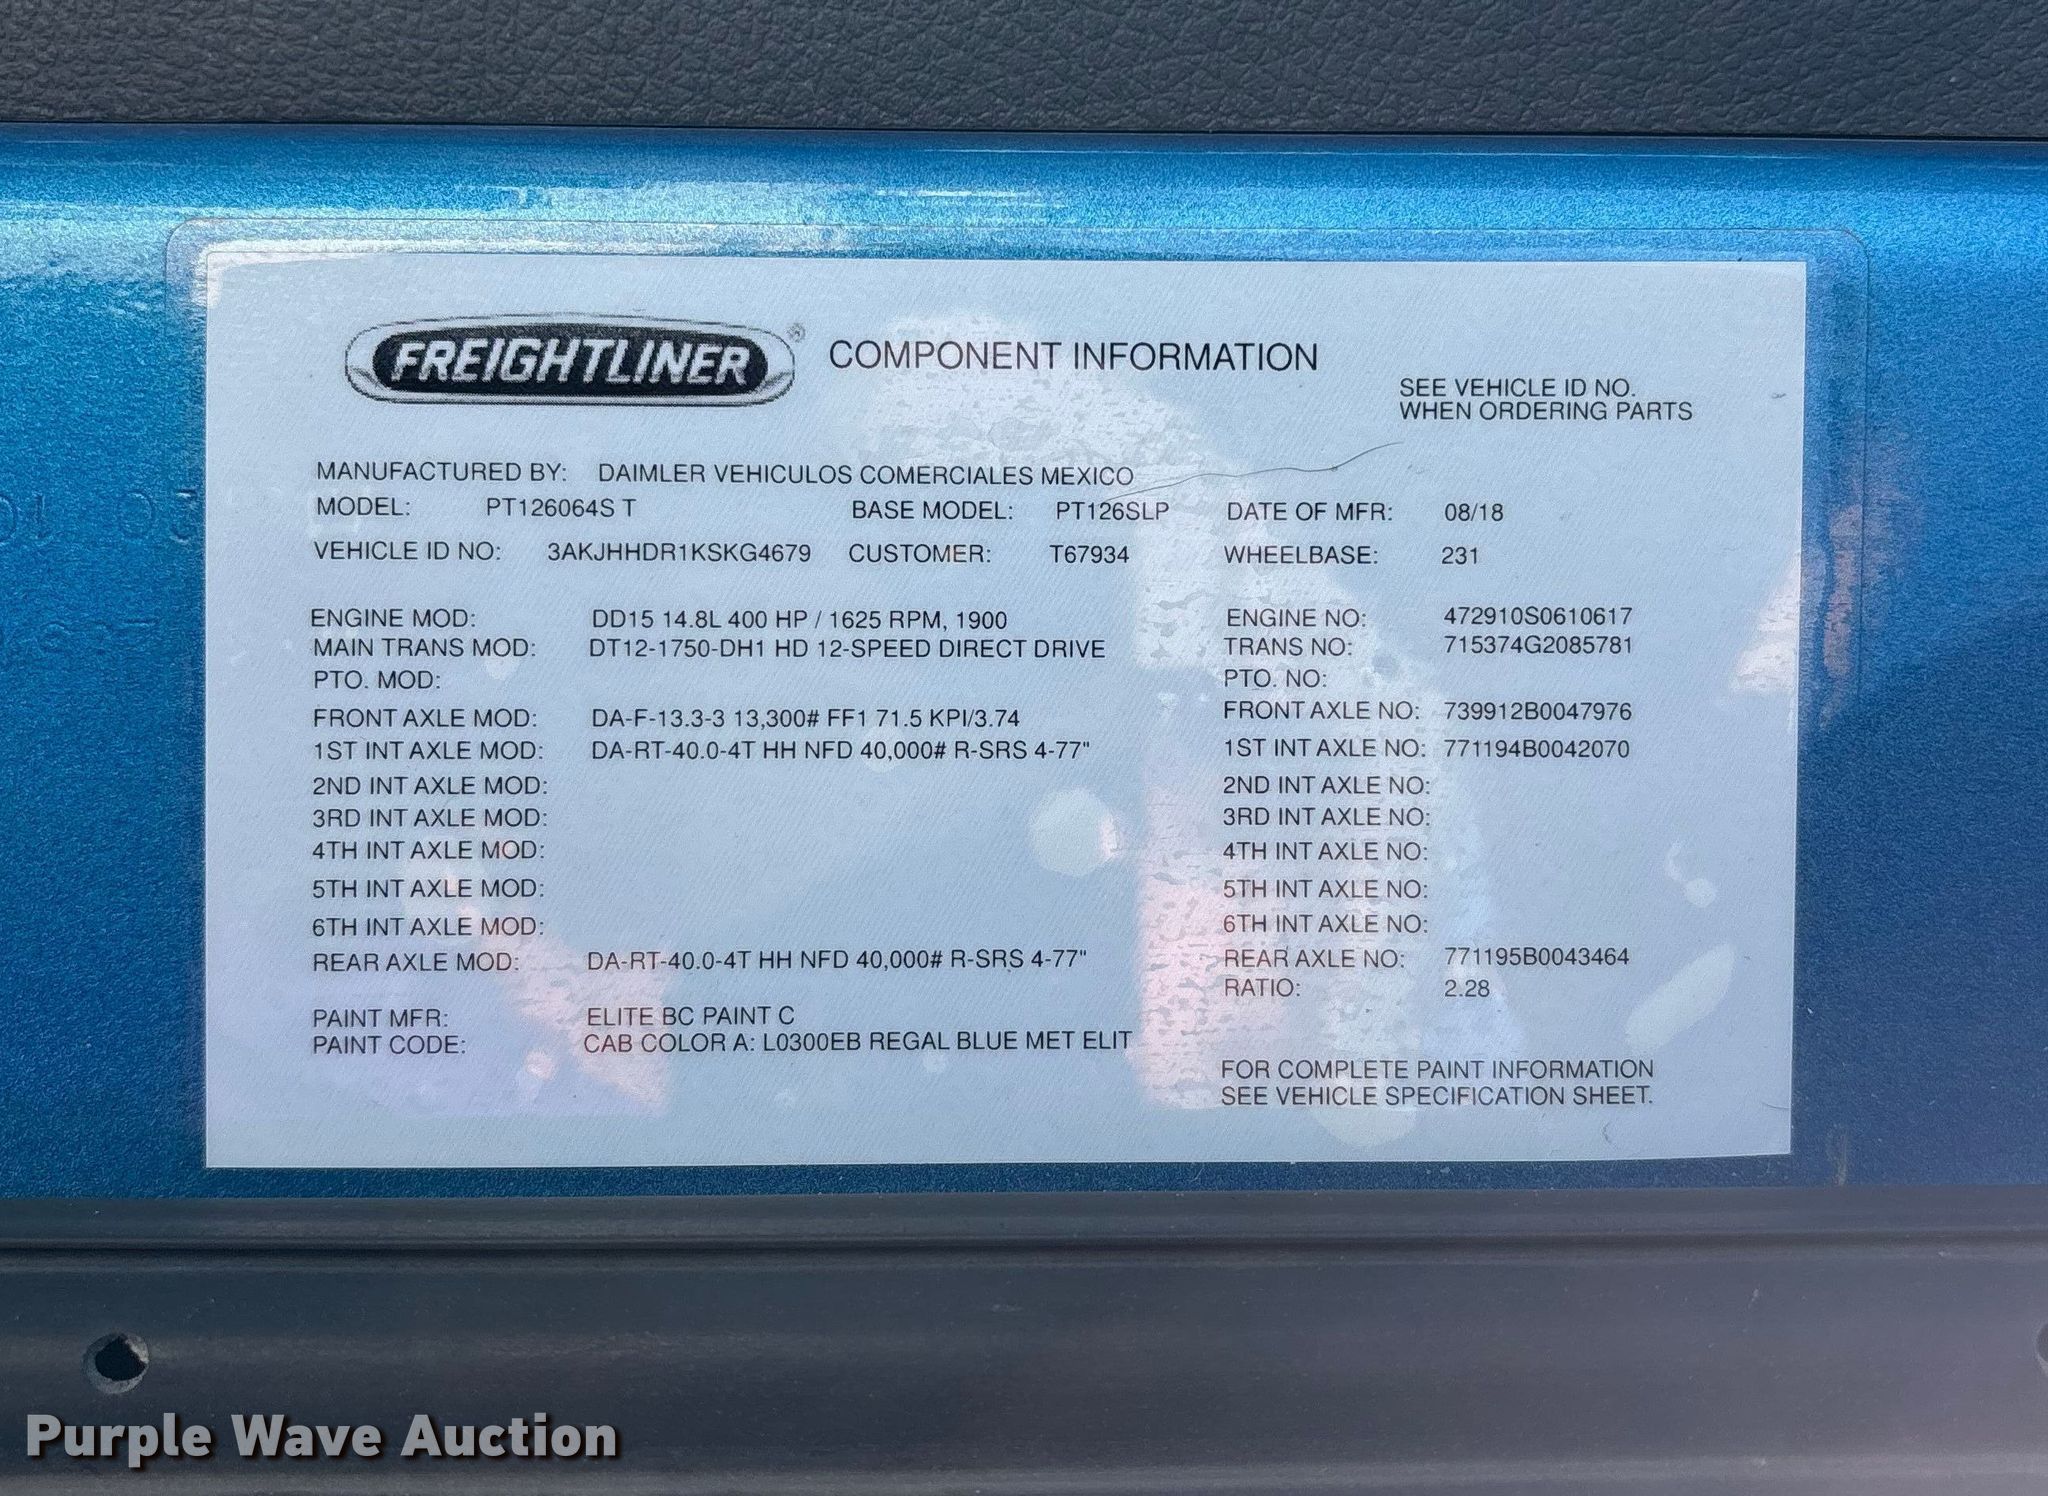 FREIGHTLINER® COMPONENT INFORMATION
SEE VEHICLE ID NO.
WHEN ORDERING PARTS
MANUFACTURED BY: DAIMLER VEHICULOS COMERCIALES MEXICO
MODEL: PT126064S T BASE MODEL: PT126SLP DATE OF MFR: 08/18
VEHICLE ID NO: 3AKJHHDR1KSKG4679 CUSTOMER: T67934 WHEELBASE: 231
ENGINE MOD: DD15 14.8L 400 HP / 1625 RPM, 1900 ENGINE NO: 472910S0610617
MAIN TRANS MOD: DT12-1750-DH1 HD 12-SPEED DIRECT DRIVE TRANS NO: 715374G2085781
PTO. MOD: PTO. NO:
FRONT AXLE MOD: DA-F-13.3-3 13,300# FF1 71.5 KPI/3.74 FRONT AXLE NO: 739912B0047976
1ST INT AXLE MOD: DA-RT-40.0-4T HH NFD 40,000# R-SRS 4-77" 1ST INT AXLE NO: 771194B0042070
2ND INT AXLE MOD: 2ND INT AXLE NO:
3RD INT AXLE MOD: 3RD INT AXLE NO:
4TH INT AXLE MOD: 4TH INT AXLE NO:
5TH INT AXLE MOD: 5TH INT AXLE NO:
6TH INT AXLE MOD: 6TH INT AXLE NO:
REAR AXLE MOD: DA-RT-40.0-4T HH NFD 40,000# R-SRS 4-77" REAR AXLE NO: 771195B0043464
RATIO: 2.28
PAINT MFR: ELITE BC PAINT C
PAINT CODE: CAB COLOR A: L0300EB REGAL BLUE MET ELIT
FOR COMPLETE PAINT INFORMATION
SEE VEHICLE SPECIFICATION SHEET.
Purple Wave Auction